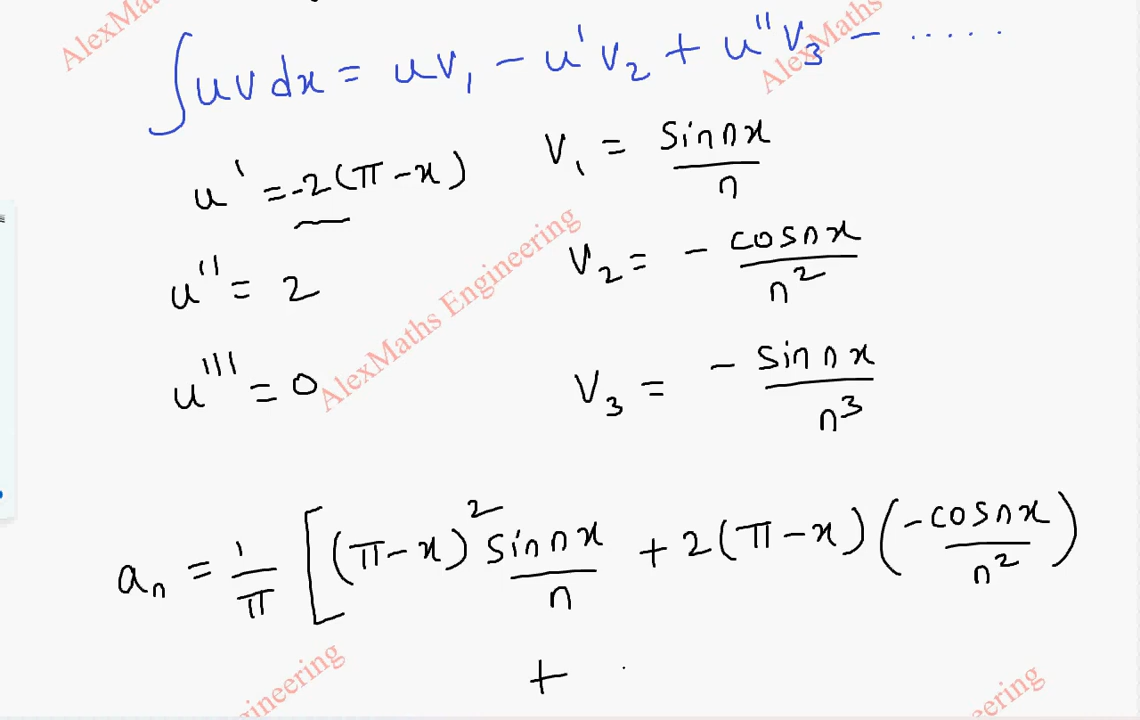 AlexMaths
∫uv dx = uv₁ − u'v₂ + u''v₃ − .....
AlexMaths
u' = -2(π − x)   v₁ = sin nx / n
u'' = 2   v₂ = − cos nx / n²
AlexMaths Engineering
u''' = 0   v₃ = − sin nx / n³
aₙ = 1/π [(π − x)² sin nx / n + 2(π − x)(− cos nx / n²)
+ .